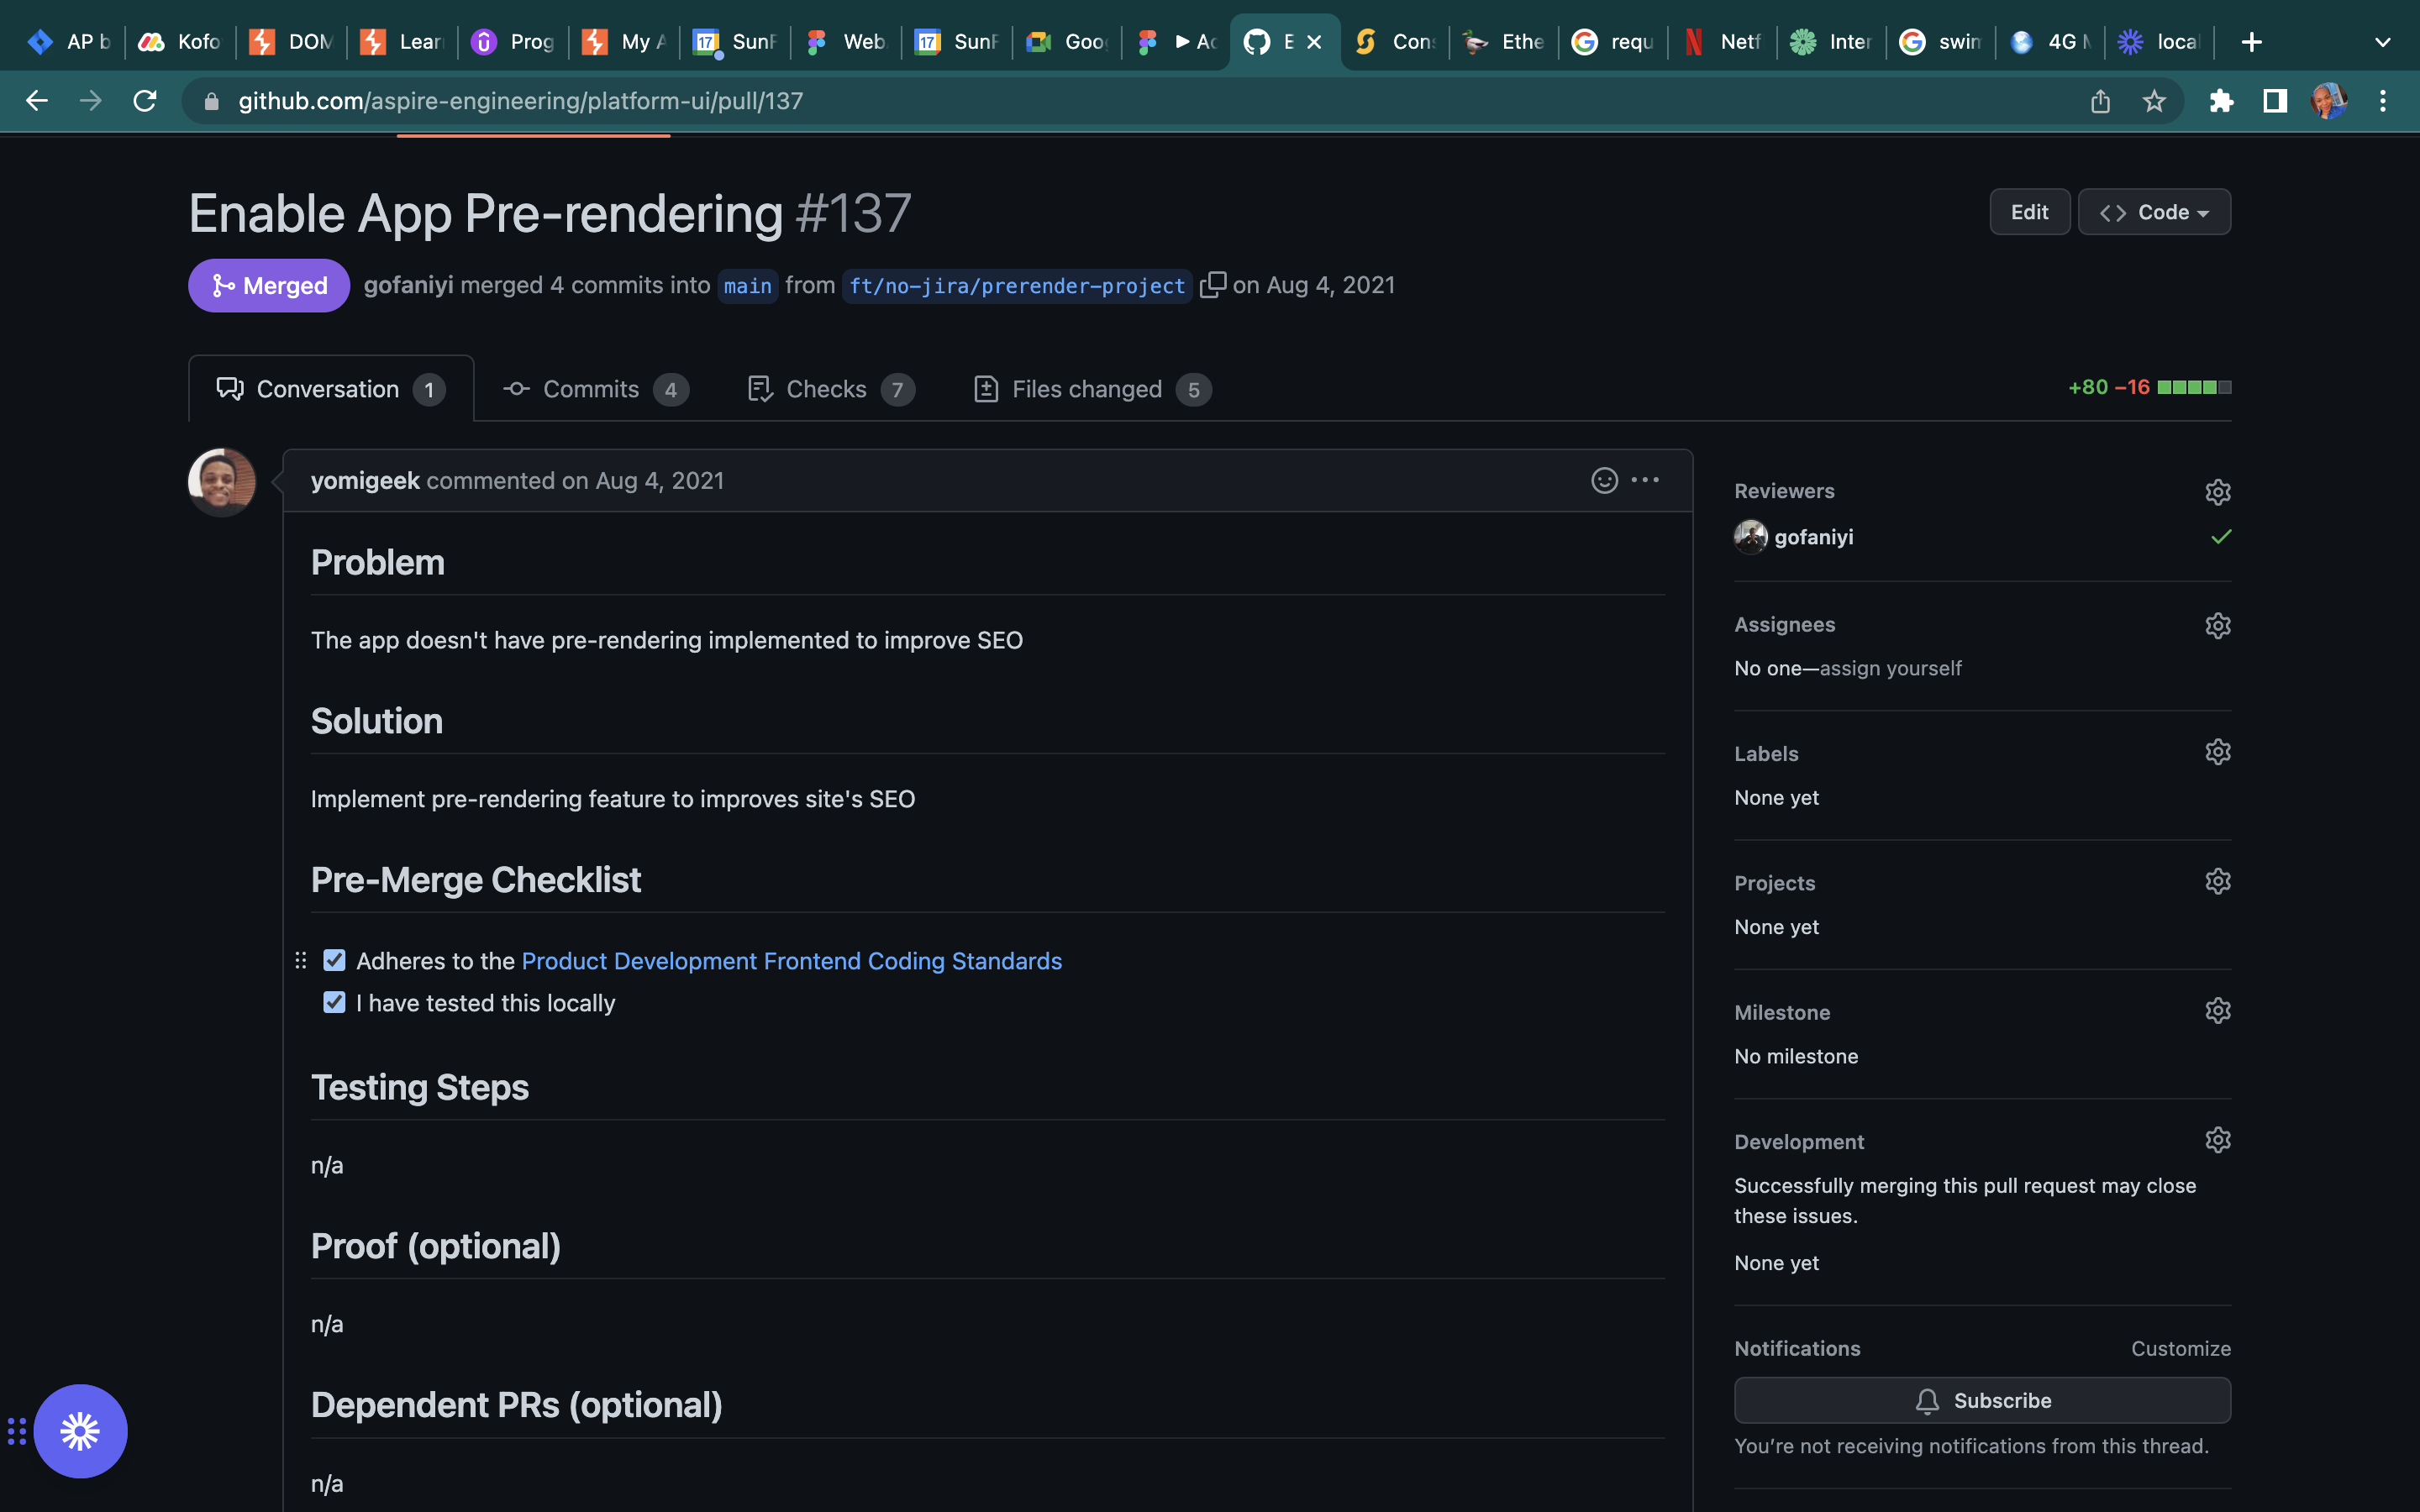 AP b Kofo DOM Lear Prog My A SunF Web. SunF Goog Ac E Con: Ethe requ Netf Inter swin 4G M loca
github.com/aspire-engineering/platform-ui/pull/137
Enable App Pre-rendering #137
Edit
Code
Merged
gofaniyi merged 4 commits into main from ft/no-jira/prerender-project on Aug 4, 2021
Conversation 1
Commits 4
Checks 7
Files changed 5
+80 −16
yomigeek commented on Aug 4, 2021
Problem
The app doesn't have pre-rendering implemented to improve SEO
Solution
Implement pre-rendering feature to improves site's SEO
Pre-Merge Checklist
Adheres to the Product Development Frontend Coding Standards
I have tested this locally
Testing Steps
n/a
Proof (optional)
n/a
Dependent PRs (optional)
n/a
Reviewers
gofaniyi
Assignees
No one—assign yourself
Labels
None yet
Projects
None yet
Milestone
No milestone
Development
Successfully merging this pull request may close
these issues.
None yet
Notifications
Customize
Subscribe
You're not receiving notifications from this thread.